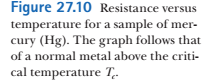 Figure 27.10 Resistance versus
temperature for a sample of mer-
cury (Hg). The graph follows that
of a normal metal above the criti-
cal temperature Tc.